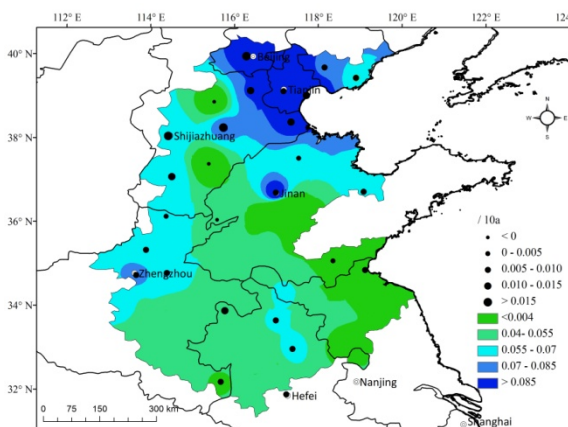 112°E 114°E 116°E 118°E 120°E 122°E 124
40°N
Beijing
Tianjin
38°N
Shijiazhuang
N
W E
S
Jinan
36°N
/ 10a
< 0
0 - 0.005
0.005 - 0.010
0.010 - 0.015
> 0.015
Zhengzhou
34°N
<0.004
0.04- 0.055
0.055 - 0.07
0.07 - 0.085
> 0.085
32°N
Hefei
Nanjing
Shanghai
0 75 150 300 km